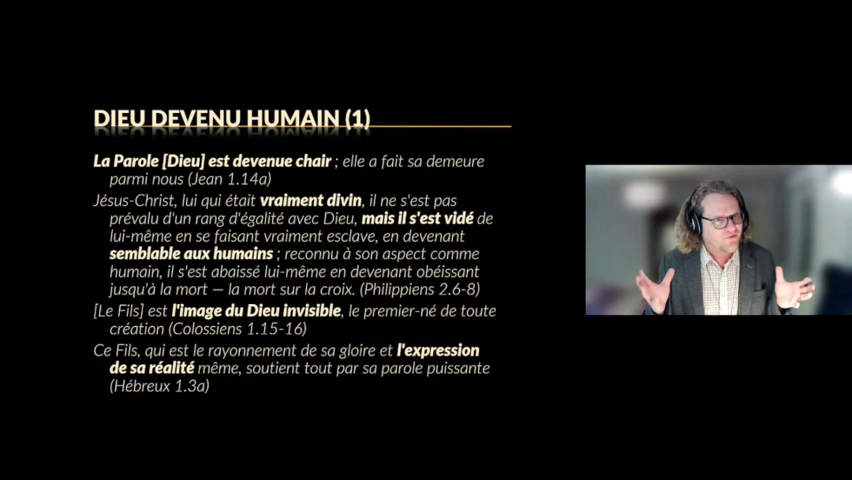 DIEU DEVENU HUMAIN (1)
La Parole [Dieu] est devenue chair ; elle a fait sa demeure
parmi nous (Jean 1.14a)
Jésus-Christ, lui qui était vraiment divin, il ne s'est pas
prévalu d'un rang d'égalité avec Dieu, mais il s'est vidé de
lui-même en se faisant vraiment esclave, en devenant
semblable aux humains ; reconnu à son aspect comme
humain, il s'est abaissé lui-même en devenant obéissant
jusqu'à la mort — la mort sur la croix. (Philippiens 2.6-8)
[Le Fils] est l'image du Dieu invisible, le premier-né de toute
création (Colossiens 1.15-16)
Ce Fils, qui est le rayonnement de sa gloire et l'expression
de sa réalité même, soutient tout par sa parole puissante
(Hébreux 1.3a)